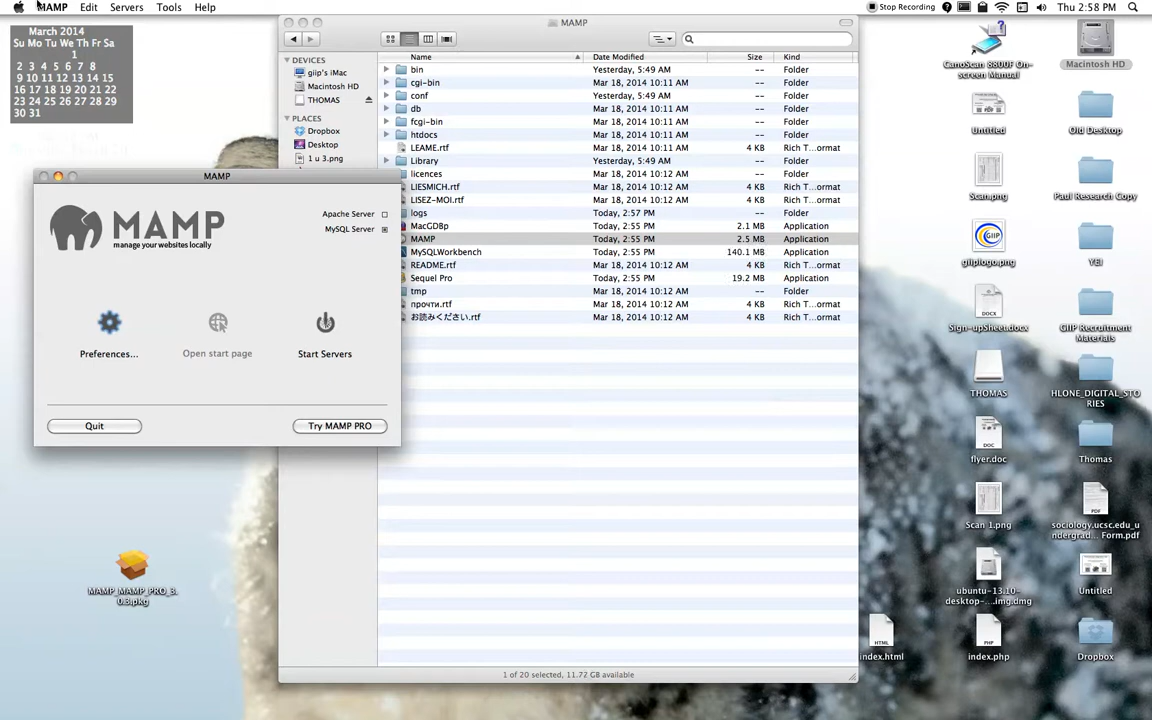 MAMP Edit Servers Tools Help
Stop Recording
Thu 2:58 PM
March 2014
Su Mo Tu We Th Fr Sa
1
2 3 4 5 6 7 8
9 10 11 12 13 14 15
16 17 18 19 20 21 22
23 24 25 26 27 28 29
30 31
MAMP
Name Date Modified Size Kind
DEVICES
giip's iMac
Macintosh HD
THOMAS
PLACES
Dropbox
Desktop
1 u 3.png
bin Yesterday, 5:49 AM -- Folder
cgi-bin Mar 18, 2014 10:11 AM -- Folder
conf Yesterday, 5:49 AM -- Folder
db Mar 18, 2014 10:11 AM -- Folder
fcgi-bin Mar 18, 2014 10:11 AM -- Folder
htdocs Mar 18, 2014 10:11 AM -- Folder
LEAME.rtf Mar 18, 2014 10:11 AM 4 KB Rich T...ormat
Library Yesterday, 5:49 AM -- Folder
licences Mar 18, 2014 10:12 AM -- Folder
LIESMICH.rtf Mar 18, 2014 10:12 AM 4 KB Rich T...ormat
LISEZ-MOI.rtf Mar 18, 2014 10:12 AM 4 KB Rich T...ormat
logs Today, 2:57 PM -- Folder
MacGDBp Today, 2:55 PM 2.1 MB Application
MAMP Today, 2:55 PM 2.5 MB Application
MySQLWorkbench Today, 2:55 PM 140.1 MB Application
README.rtf Mar 18, 2014 10:12 AM 4 KB Rich T...ormat
Sequel Pro Today, 2:55 PM 19.2 MB Application
tmp Mar 18, 2014 10:12 AM -- Folder
прочти.rtf Mar 18, 2014 10:12 AM 4 KB Rich T...ormat
お読みください.rtf Mar 18, 2014 10:12 AM 4 KB Rich T...ormat
1 of 20 selected, 11.72 GB available
MAMP
MAMP
manage your websites locally
Apache Server
MySQL Server
Preferences...
Open start page
Start Servers
Quit
Try MAMP PRO
MAMP_MAMP_PRO_3.
0.3.pkg
CanoScan 8800F On-
screen Manual
Macintosh HD
Untitled
Old Desktop
Scan.png
Paul Research Copy
GIIP
giiplogo.png
YEI
DOCX
Sign-upSheet.docx
GIIP Recruitment
Materials
THOMAS
HLONE_DIGITAL_ST
ORIES
DOC
flyer.doc
Thomas
Scan 1.png
PDF
sociology.ucsc.edu_u
ndergrad... Form.pdf
ubuntu-13.10-
desktop-....img.dmg
Untitled
HTML
index.html
PHP
index.php
Dropbox